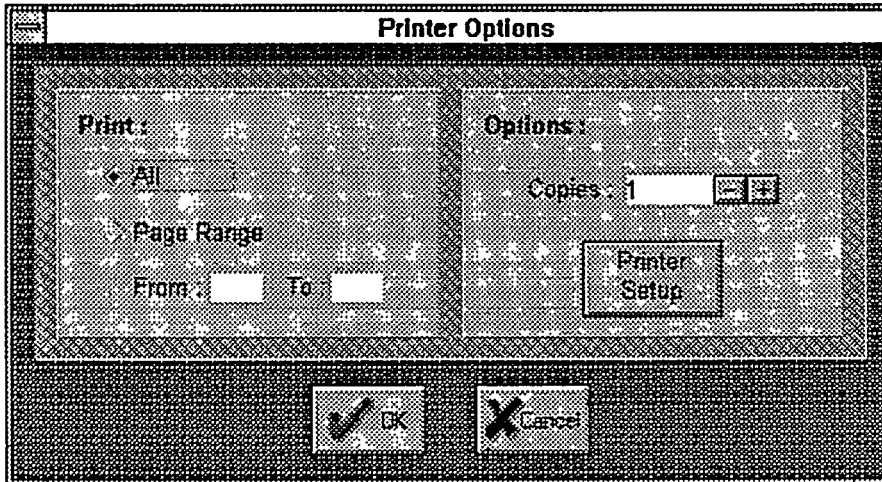 Printer Options
Print :
All
Page Range
From : To :
Options :
Copies : 1 - +
Printer
Setup
OK
Cancel